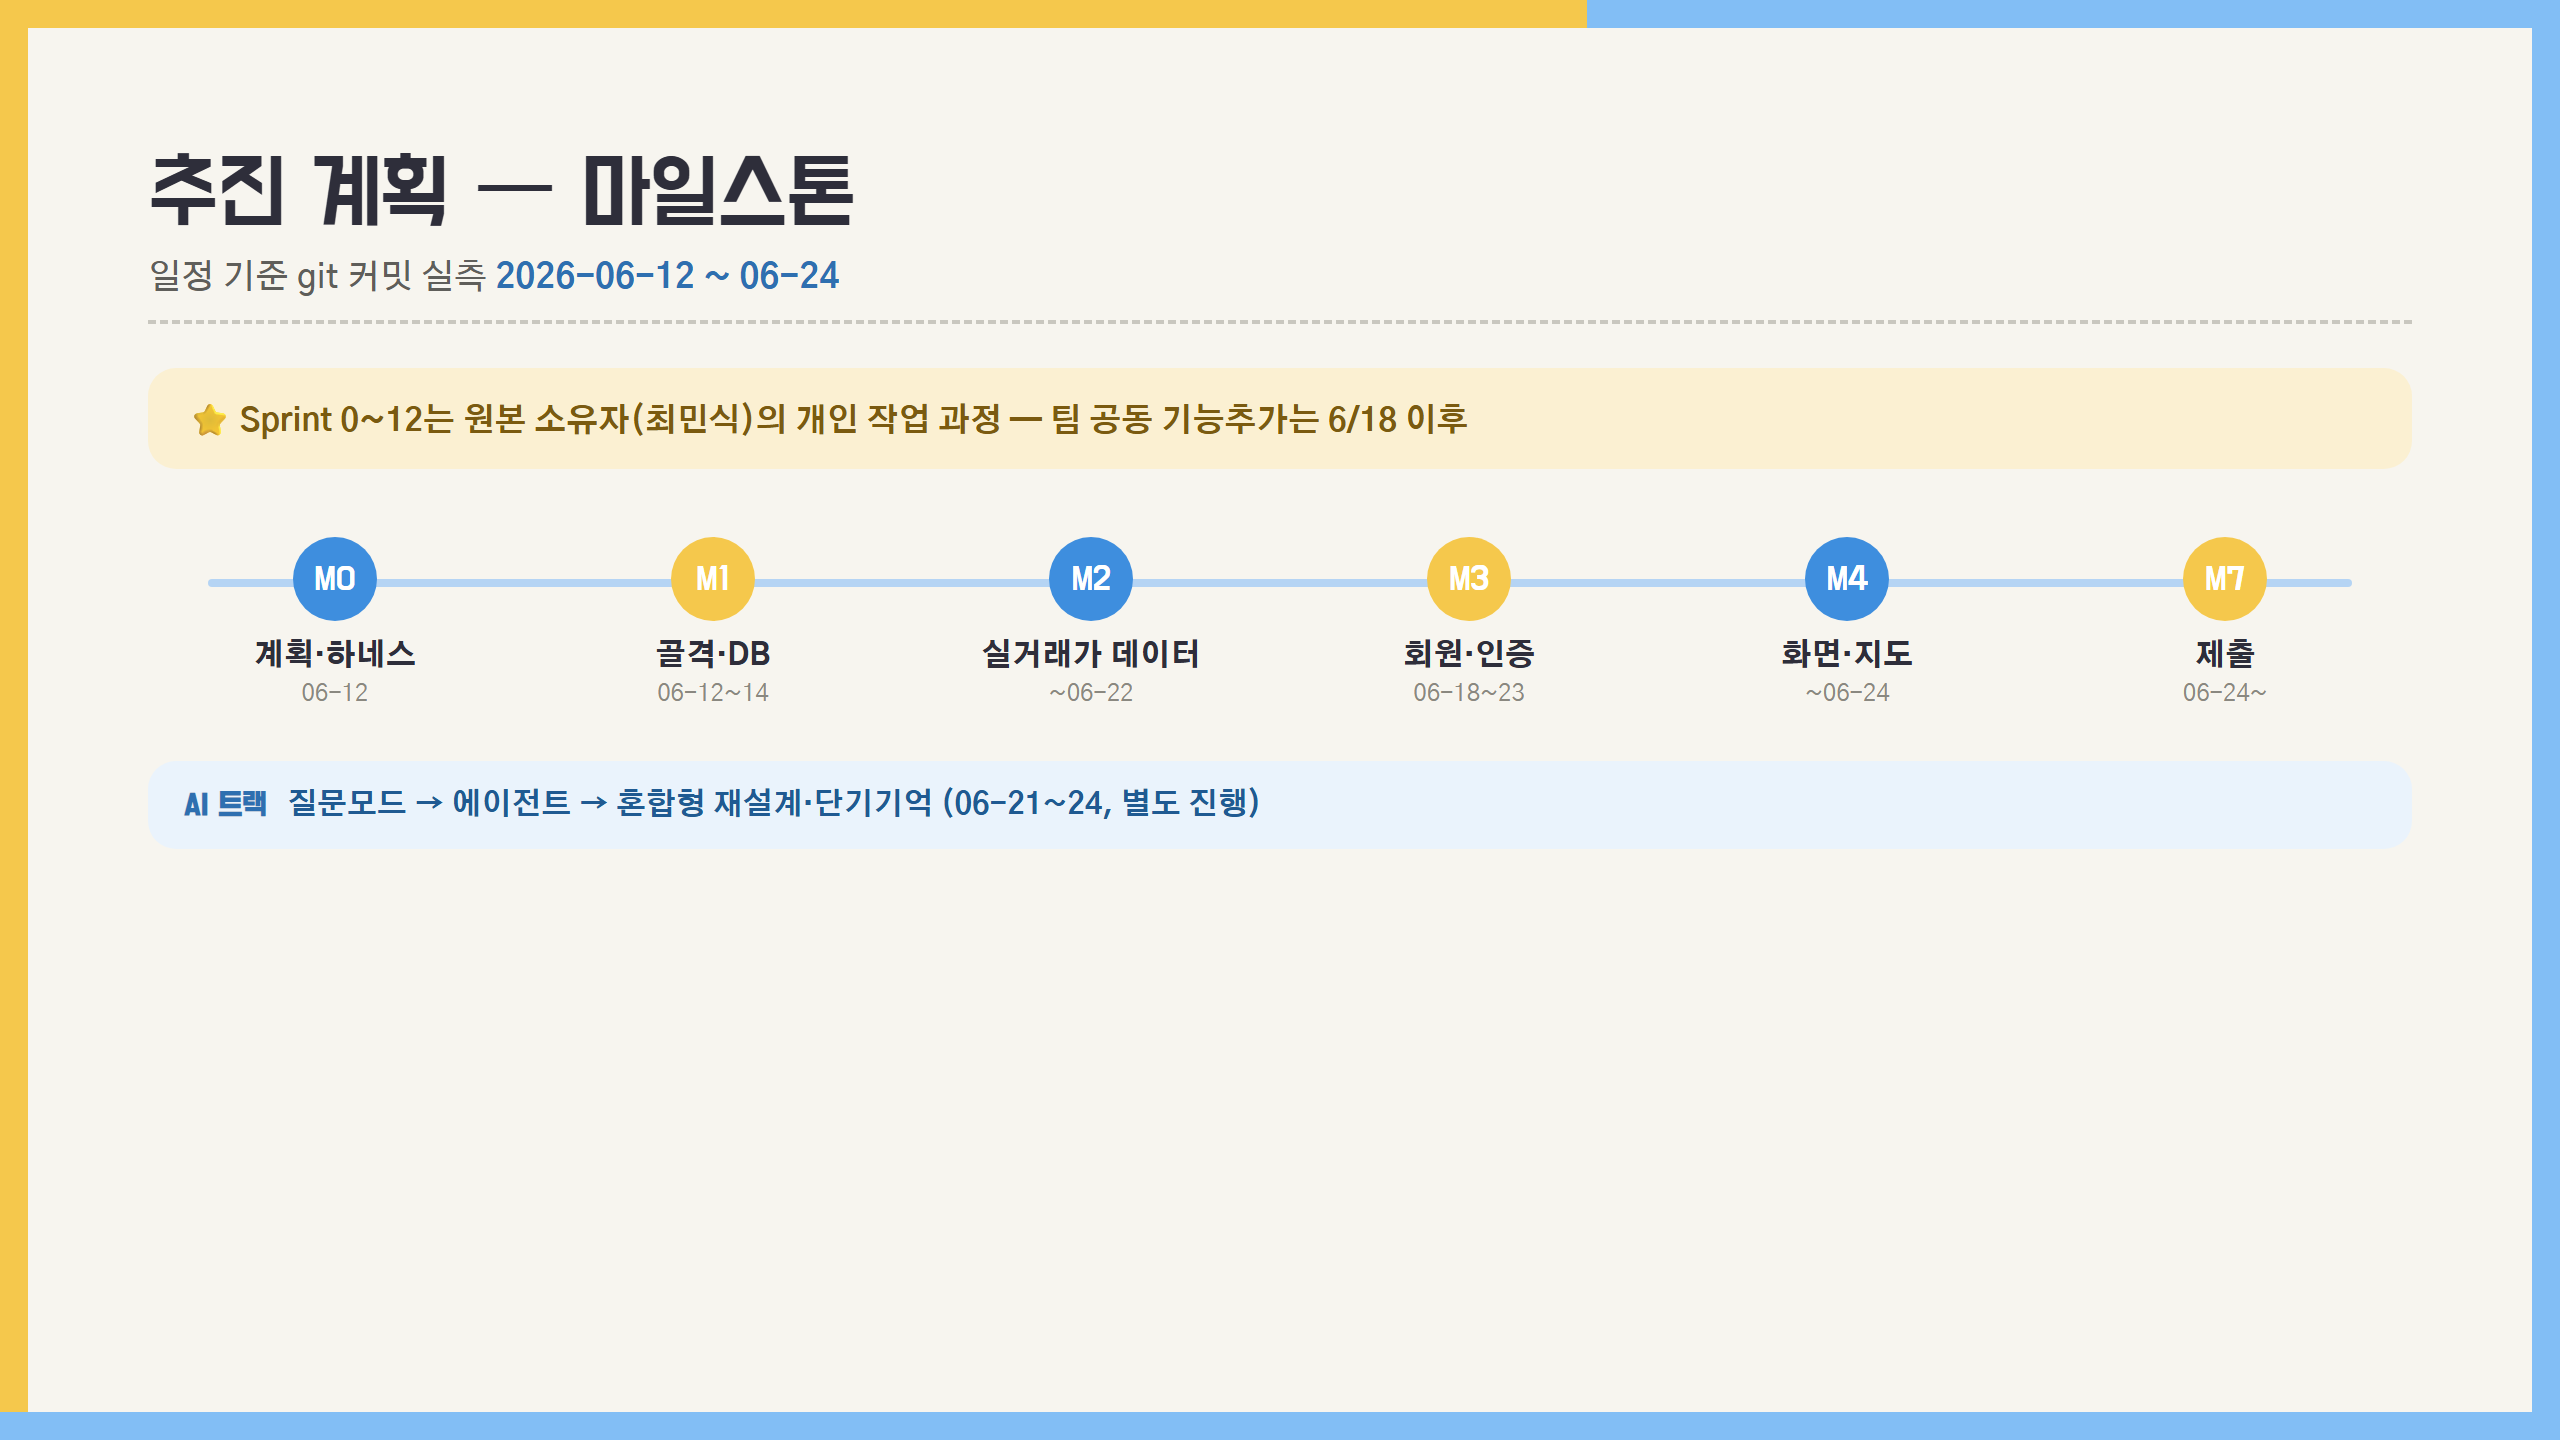 추진 계획 — 마일스톤
일정 기준 git 커밋 실측 2026-06-12 ~ 06-24
⭐ Sprint 0~12는 원본 소유자(최민식)의 개인 작업 과정 — 팀 공동 기능추가는 6/18 이후
M0
계획·하네스
06-12
M1
골격·DB
06-12~14
M2
실거래가 데이터
~06-22
M3
회원·인증
06-18~23
M4
화면·지도
~06-24
M7
제출
06-24~
AI 트랙 질문모드 → 에이전트 → 혼합형 재설계·단기기억 (06-21~24, 별도 진행)